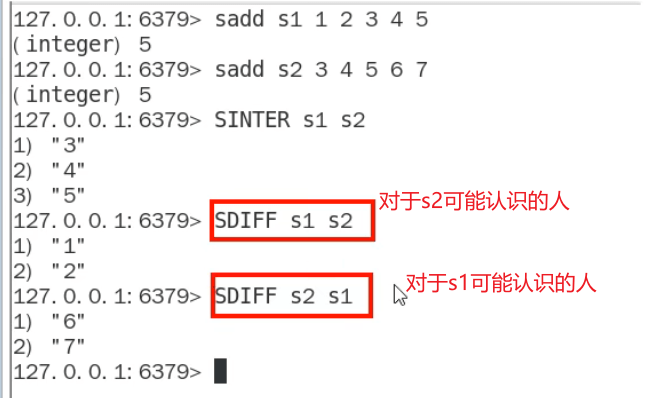 127.0.0.1:6379> sadd s1 1 2 3 4 5
(integer) 5
127.0.0.1:6379> sadd s2 3 4 5 6 7
(integer) 5
127.0.0.1:6379> SINTER s1 s2
1) "3"
2) "4"
3) "5"
对于s2可能认识的人
127.0.0.1:6379> SDIFF s1 s2
1) "1"
2) "2"
127.0.0.1:6379> SDIFF s2 s1 对于s1可能认识的人
1) "6"
2) "7"
127.0.0.1:6379>